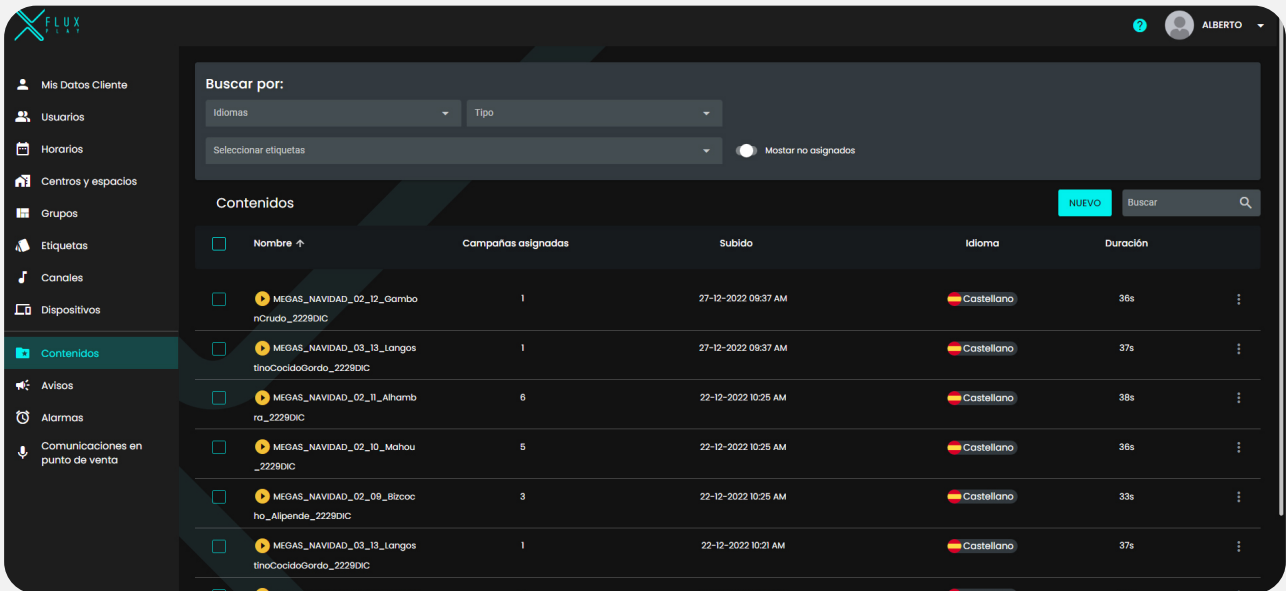 FLUX
PLAY
?
ALBERTO
Mis Datos Cliente
Usuarios
Horarios
Centros y espacios
Grupos
Etiquetas
Canales
Dispositivos
Contenidos
Avisos
Alarmas
Comunicaciones en
punto de venta
Buscar por:
Idiomas
Tipo
Seleccionar etiquetas
Mostar no asignados
Contenidos
NUEVO
Buscar
Nombre ↑ Campañas asignadas Subido Idioma Duración
MEGAS_NAVIDAD_02_12_Gambo 1 27-12-2022 09:37 AM Castellano 36s
nCrudo_2229DIC
MEGAS_NAVIDAD_03_13_Langos 1 27-12-2022 09:37 AM Castellano 37s
tinoCocidoGordo_2229DIC
MEGAS_NAVIDAD_02_11_Alhamb 6 22-12-2022 10:25 AM Castellano 38s
ra_2229DIC
MEGAS_NAVIDAD_02_10_Mahou 5 22-12-2022 10:25 AM Castellano 36s
_2229DIC
MEGAS_NAVIDAD_02_09_Bizcoc 3 22-12-2022 10:25 AM Castellano 33s
ho_Alipende_2229DIC
MEGAS_NAVIDAD_03_13_Langos 1 22-12-2022 10:21 AM Castellano 37s
tinoCocidoGordo_2229DIC